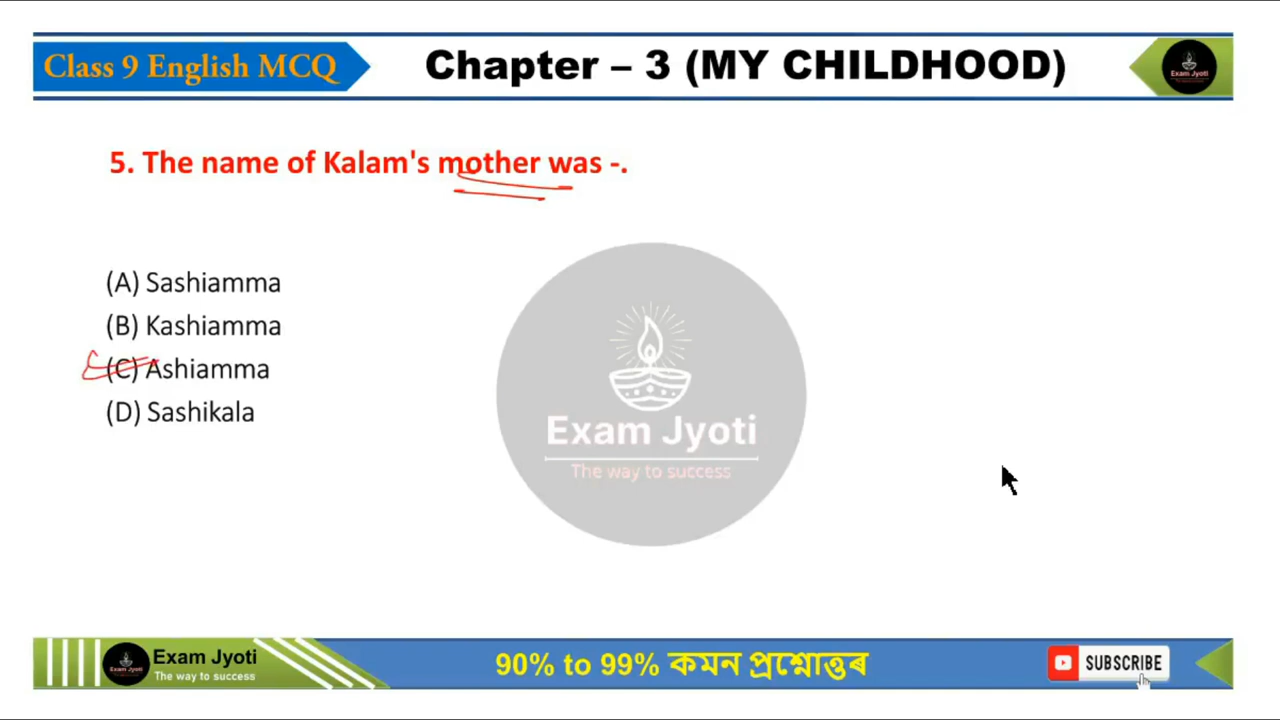 Class 9 English MCQ
Chapter – 3 (MY CHILDHOOD)
Exam Jyoti
5. The name of Kalam's mother was -.
(A) Sashiamma
(B) Kashiamma
(C) Ashiamma
(D) Sashikala
Exam Jyoti
The way to success
Exam Jyoti
The way to success
90% to 99% কমন প্ৰশ্নোত্তৰ
SUBSCRIBE